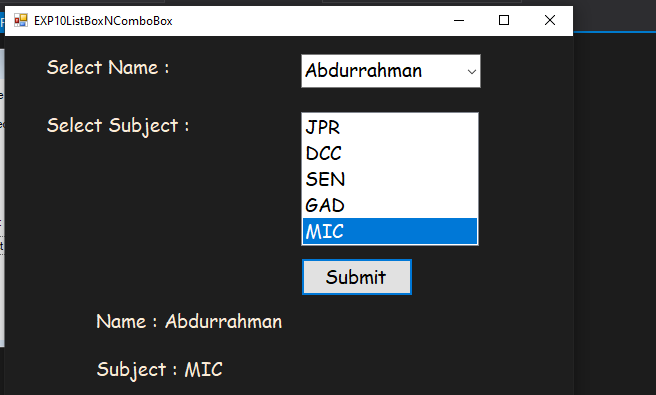 EXP10ListBoxNComboBox
Select Name : Abdurrahman
Select Subject :
JPR
DCC
SEN
GAD
MIC
Submit
Name : Abdurrahman
Subject : MIC